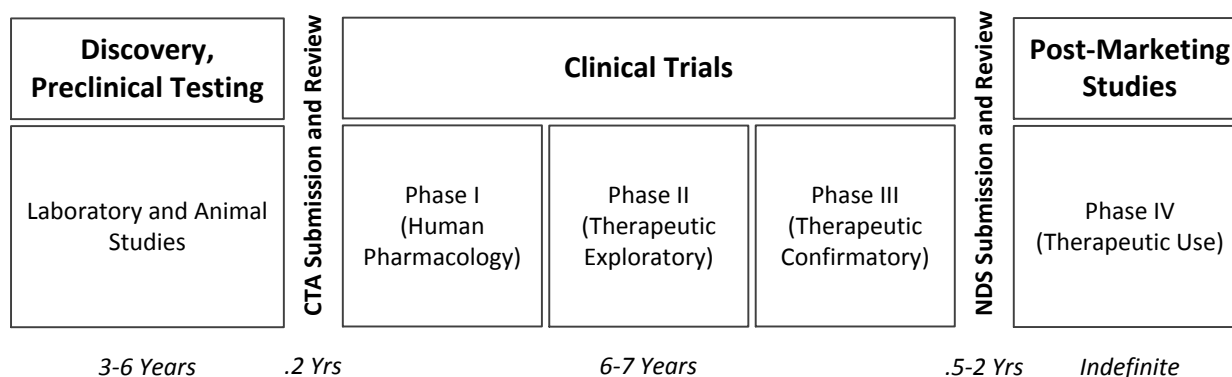 Discovery,
Preclinical Testing
CTA Submission and Review
Clinical Trials
NDS Submission and Review
Post-Marketing
Studies
Laboratory and Animal
Studies
Phase I
(Human
Pharmacology)
Phase II
(Therapeutic
Exploratory)
Phase III
(Therapeutic
Confirmatory)
Phase IV
(Therapeutic Use)
3-6 Years
.2 Yrs
6-7 Years
.5-2 Yrs
Indefinite